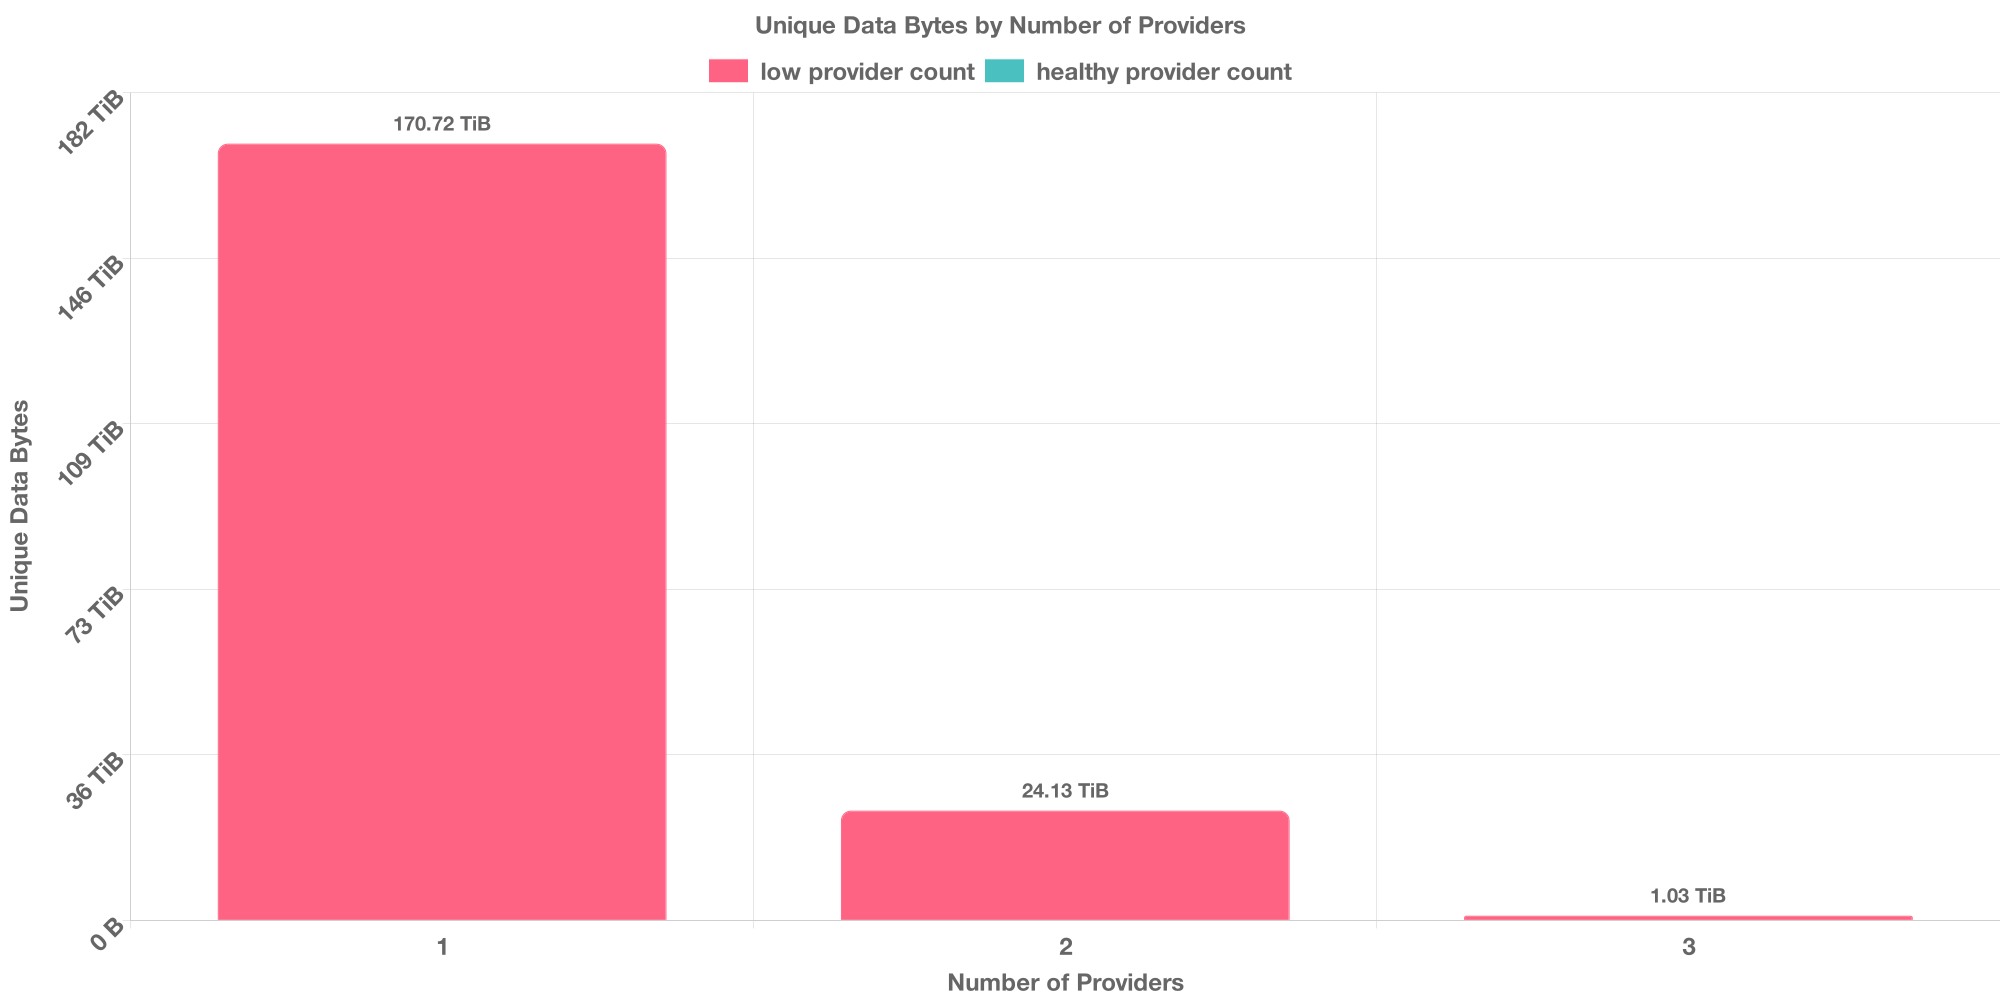 Unique Data Bytes by Number of Providers
low provider count healthy provider count
182 TiB
146 TiB
109 TiB
73 TiB
36 TiB
0 B
Unique Data Bytes
170.72 TiB
24.13 TiB
1.03 TiB
1 2 3
Number of Providers